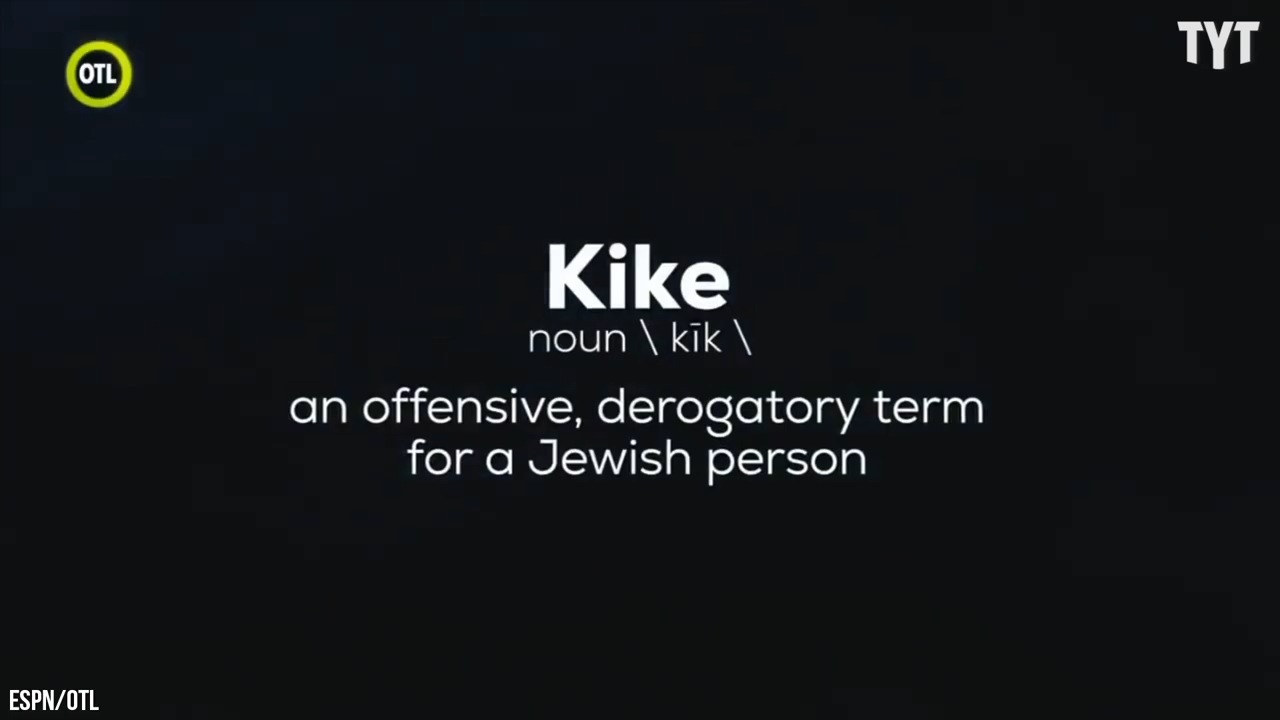 OTL
TYT
Kike
noun \ kīk \
an offensive, derogatory term
for a Jewish person
ESPN/OTL